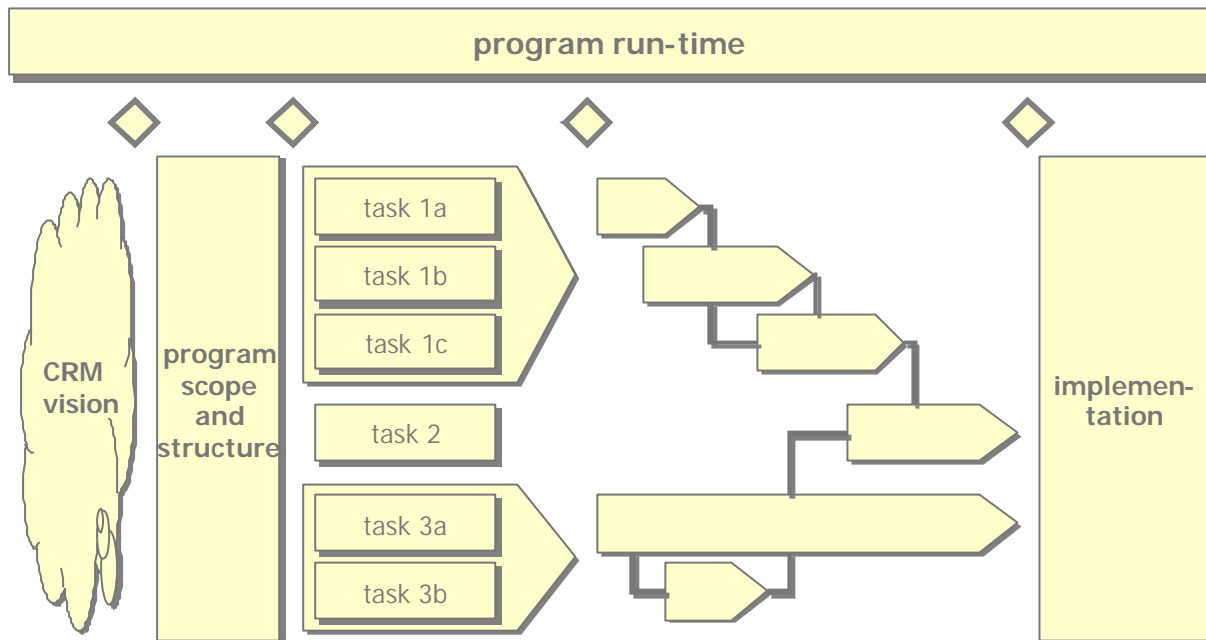 program run-time
CRM
vision
program
scope
and
structure
task 1a
task 1b
task 1c
task 2
task 3a
task 3b
implemen-
tation